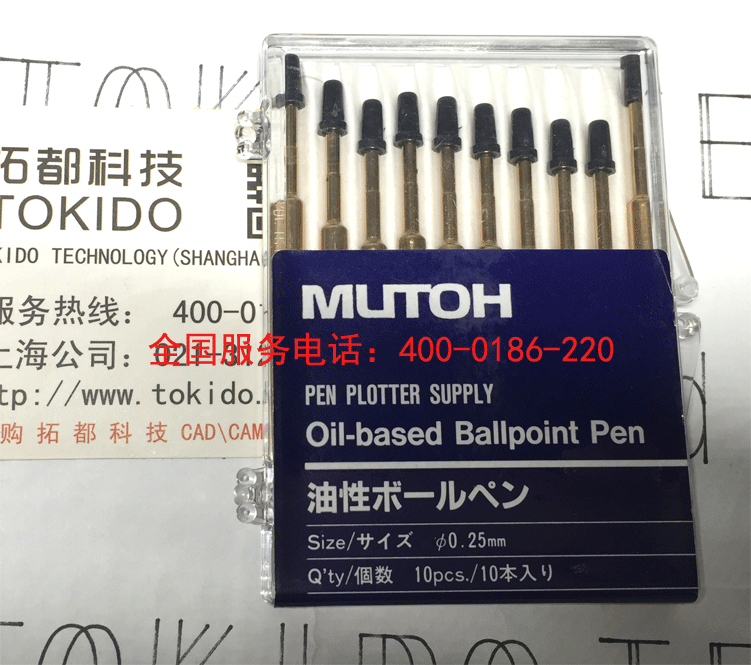 拓都科技
TOKIDO
KIDO TECHNOLOGY(SHANGHA
服务热线： 400-0
全国服务电话：400-0186-220
上海公司：021-3
tp://www.tokido.
购拓都科技 CAD\CAM
MUTOH
PEN PLOTTER SUPPLY
Oil-based Ballpoint Pen
油性ボールペン
Size/サイズ φ0.25mm
Q'ty/個数 10pcs./10本入り